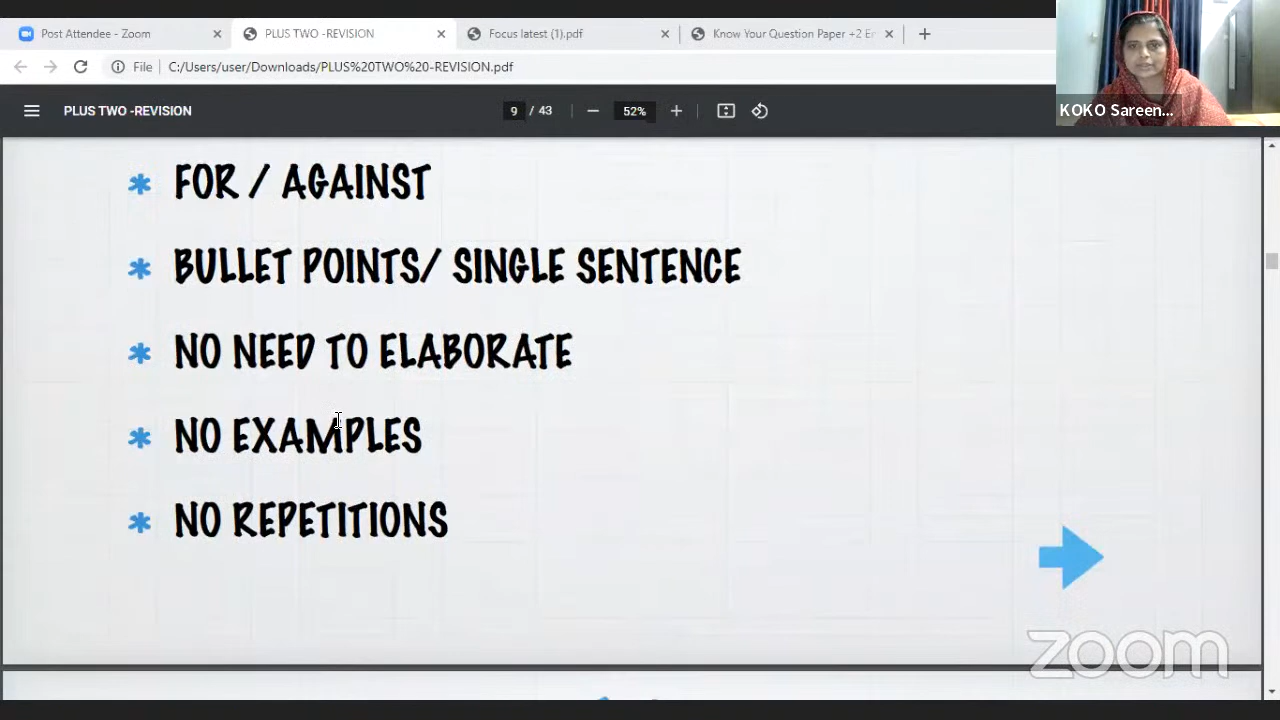 Post Attendee - Zoom
PLUS TWO -REVISION
Focus latest (1).pdf
Know Your Question Paper +2 En
File
C:/Users/user/Downloads/PLUS%20TWO%20-REVISION.pdf
PLUS TWO -REVISION
9 / 43
52%
KOKO Sareen...
FOR / AGAINST
BULLET POINTS/ SINGLE SENTENCE
NO NEED TO ELABORATE
NO EXAMPLES
NO REPETITIONS
zoom